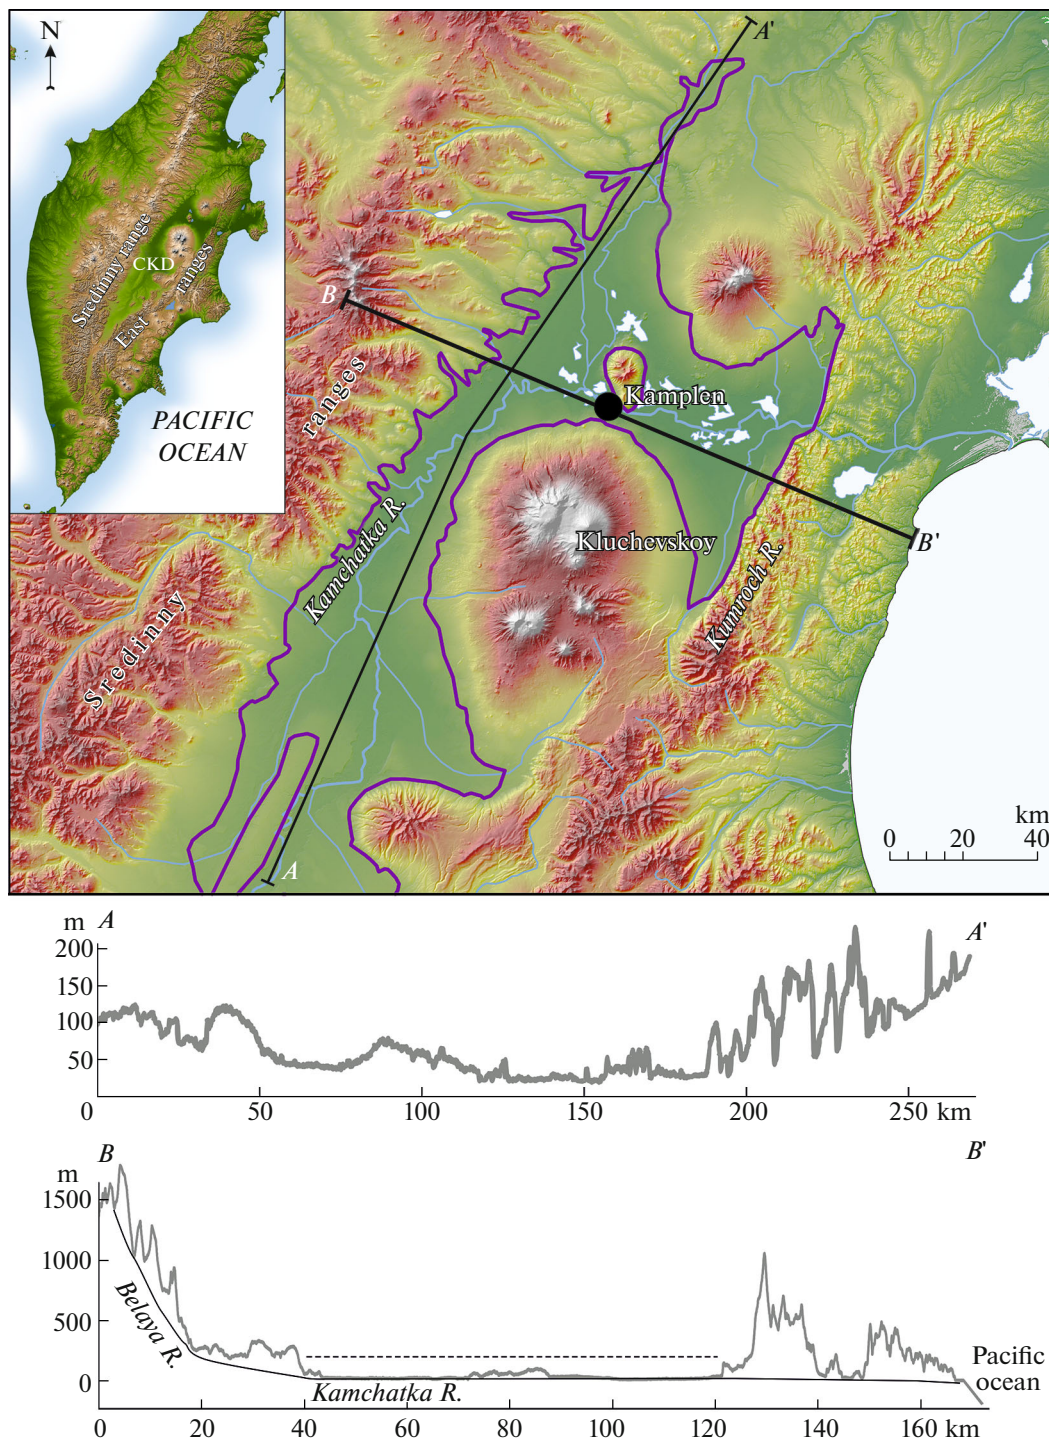 N
Sredinny range
CKD
East
ranges
PACIFIC
OCEAN
A'
B
ranges
Kamplen
Kamchatka R.
Kluchevskoy
B'
Kumroch R.
Sredinny
A
km
0 20 40
m A A'
200
150
100
50
0 50 100 150 200 250 km
B B'
m
1500
1000
500
0
Belaya R.
Kamchatka R.
Pacific
ocean
0 20 40 60 80 100 120 140 160 km